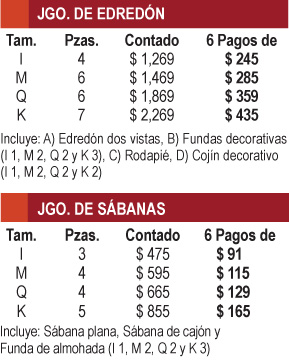 JGO. DE EDREDÓN
Tam. Pzas. Contado 6 Pagos de
I 4 $ 1,269 $ 245
M 6 $ 1,469 $ 285
Q 6 $ 1,869 $ 359
K 7 $ 2,269 $ 435
Incluye: A) Edredón dos vistas, B) Fundas decorativas
(I 1, M 2, Q 2 y K 3), C) Rodapié, D) Cojín decorativo
(I 1, M 2, Q 2 y K 2)
JGO. DE SÁBANAS
Tam. Pzas. Contado 6 Pagos de
I 3 $ 475 $ 91
M 4 $ 595 $ 115
Q 4 $ 665 $ 129
K 5 $ 855 $ 165
Incluye: Sábana plana, Sábana de cajón y
Funda de almohada (I 1, M 2, Q 2 y K 3)